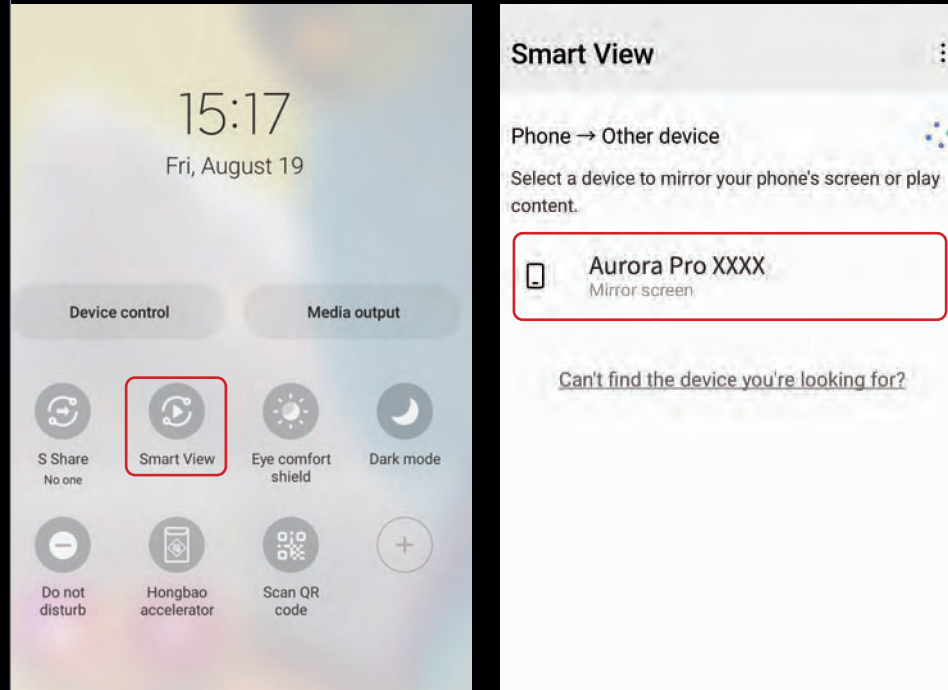 15:17
Fri, August 19
Device control
Media output
S Share
No one
Smart View
Eye comfort
shield
Dark mode
Do not
disturb
Hongbao
accelerator
Scan QR
code
Smart View
Phone → Other device
Select a device to mirror your phone's screen or play
content.
Aurora Pro XXXX
Mirror screen
Can't find the device you're looking for?